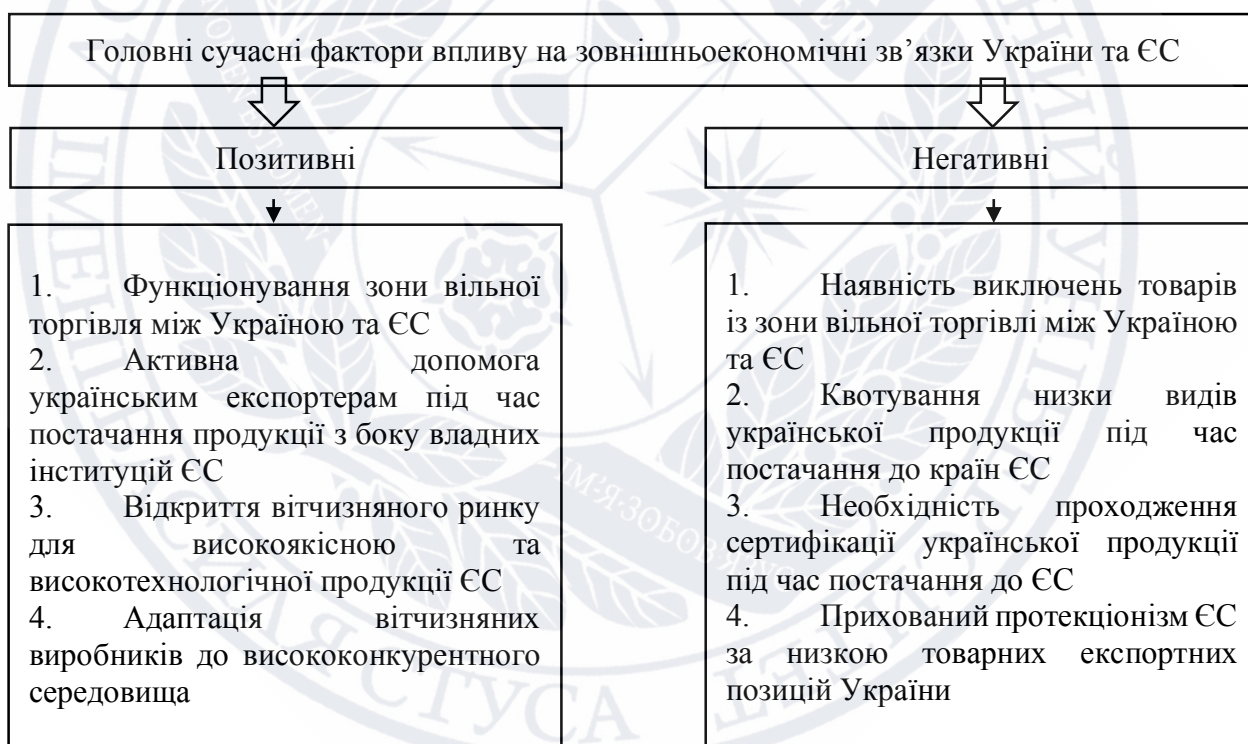 Головні сучасні фактори впливу на зовнішньоекономічні зв’язки України та ЄС
Позитивні
Негативні
1. Функціонування зони вільної
торгівля між Україною та ЄС
2. Активна допомога
українським експортерам під час
постачання продукції з боку владних
інституцій ЄС
3. Відкриття вітчизняного ринку
для високоякісною та
високотехнологічної продукції ЄС
4. Адаптація вітчизняних
виробників до висококонкурентного
середовища
1. Наявність виключень товарів
із зони вільної торгівлі між Україною
та ЄС
2. Квотування низки видів
української продукції під час
постачання до країн ЄС
3. Необхідність проходження
сертифікації української продукції
під час постачання до ЄС
4. Прихований протекціонізм ЄС
за низкою товарних експортних
позицій України
СТУСА